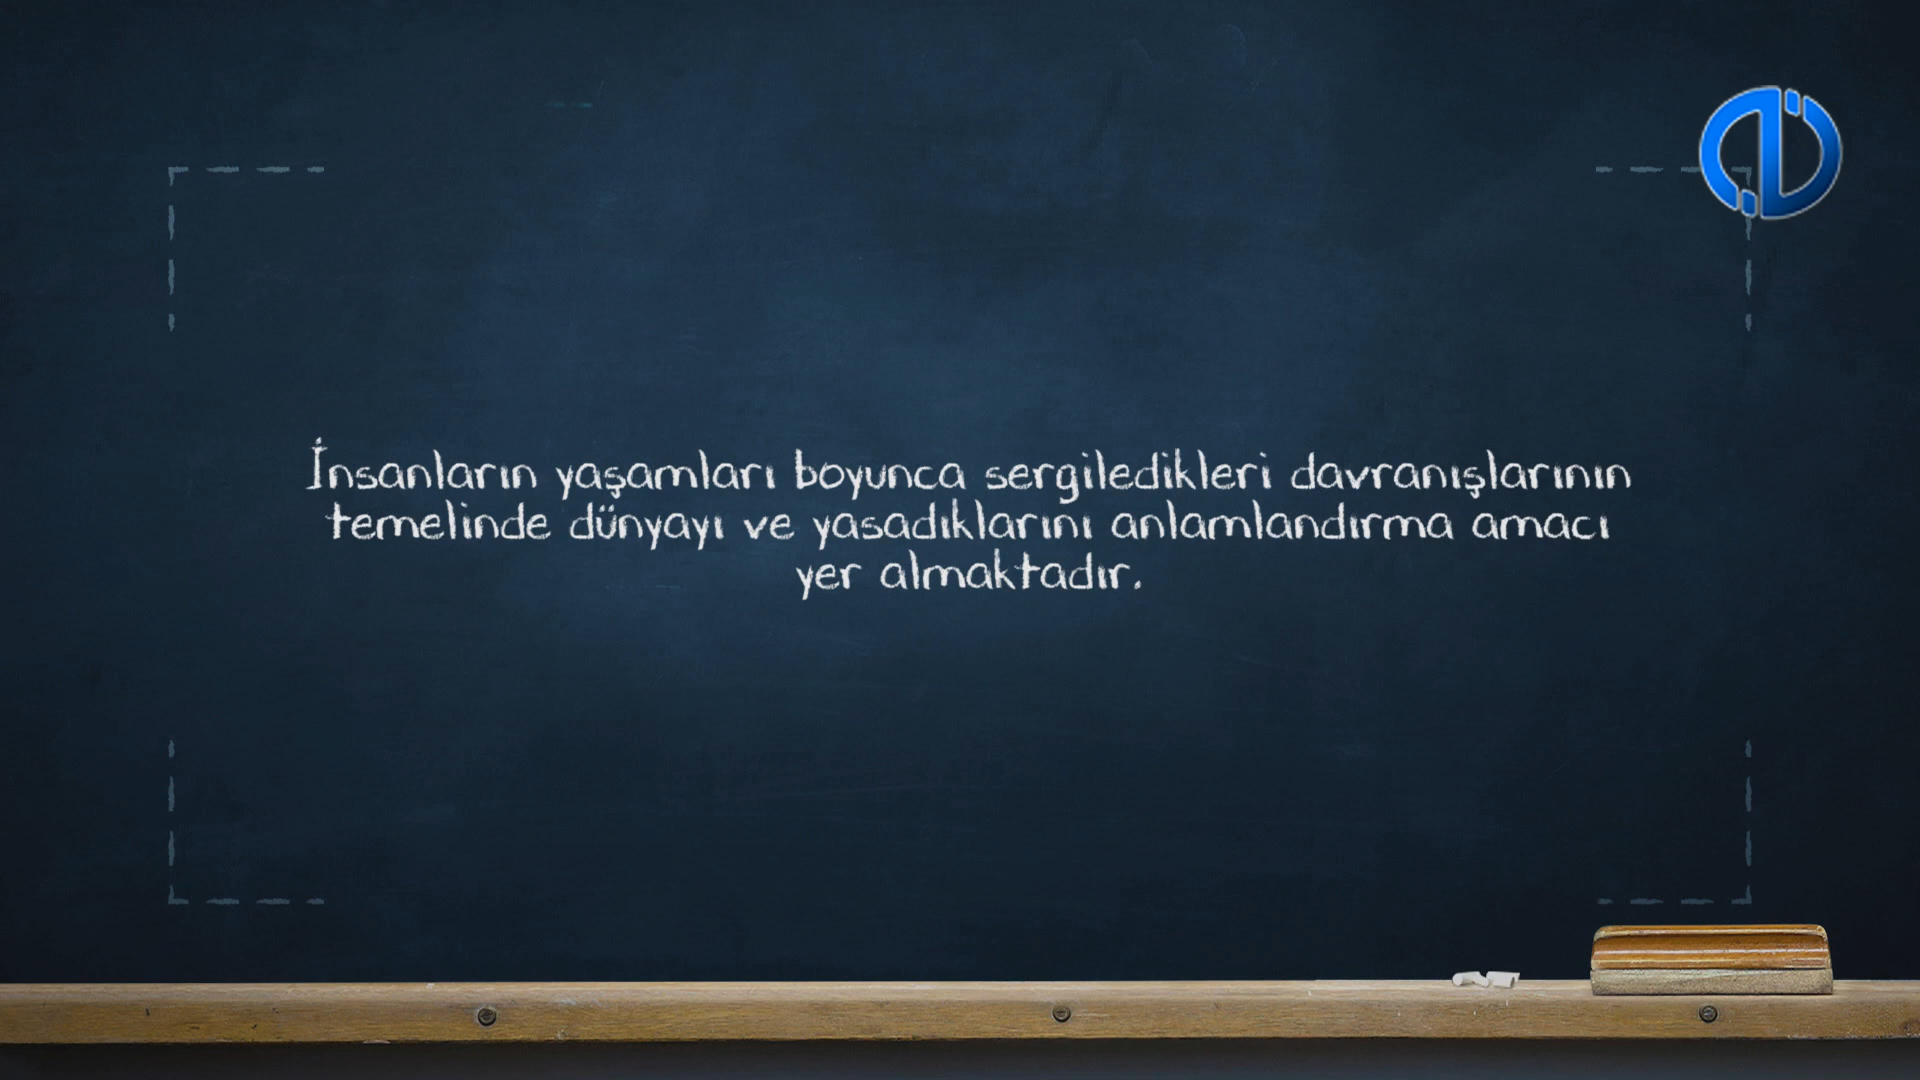 İnsanların yaşamları boyunca sergiledikleri davranışlarının
temelinde dünyayı ve yasadıklarını anlamlandırma amacı
yer almaktadır.